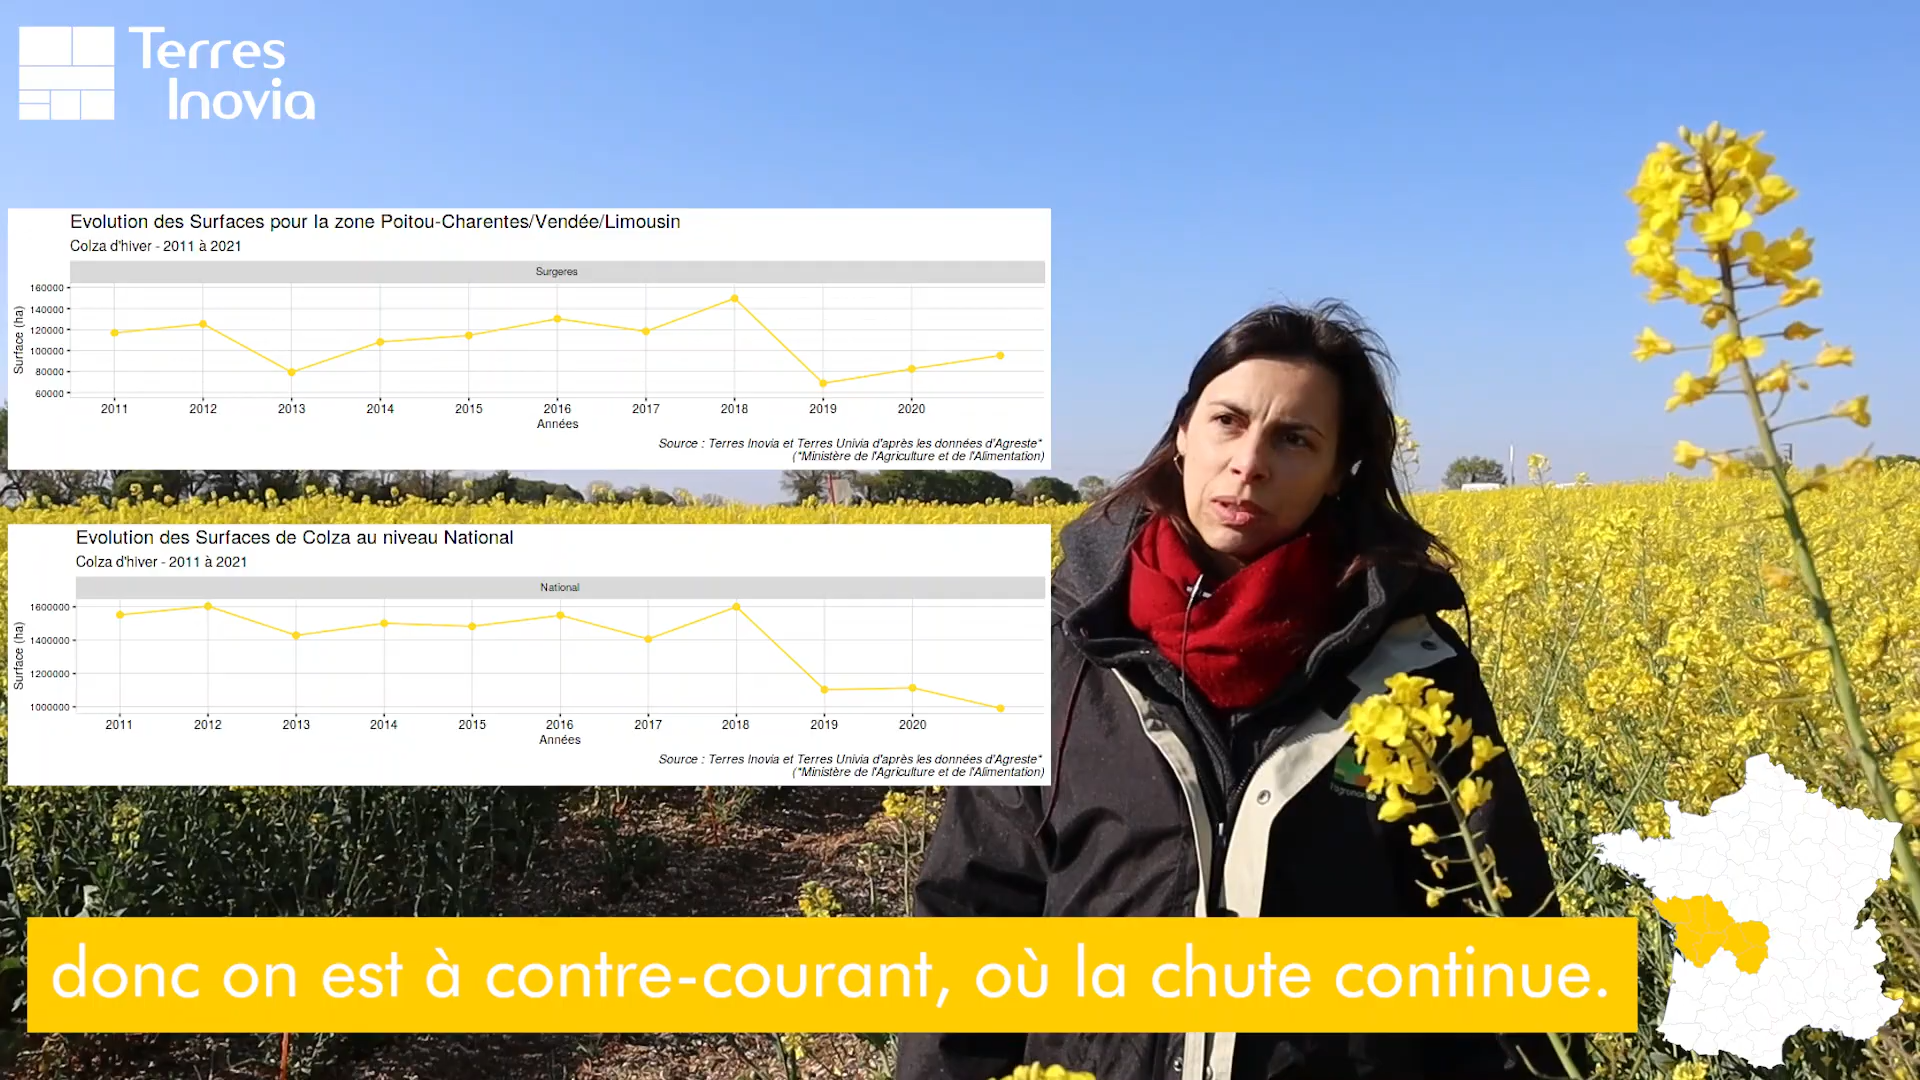 Terres
Inovia
Evolution des Surfaces pour la zone Poitou-Charentes/Vendée/Limousin
Colza d'hiver - 2011 à 2021
Surgeres
Surface (ha)
160000
140000
120000
100000
80000
60000
2011 2012 2013 2014 2015 2016 2017 2018 2019 2020
Années
Source : Terres Inovia et Terres Univia d'après les données d'Agreste*
(*Ministère de l'Agriculture et de l'Alimentation)
Evolution des Surfaces de Colza au niveau National
Colza d'hiver - 2011 à 2021
National
Surface (ha)
1600000
1400000
1200000
1000000
2011 2012 2013 2014 2015 2016 2017 2018 2019 2020
Années
Source : Terres Inovia et Terres Univia d'après les données d'Agreste*
(*Ministère de l'Agriculture et de l'Alimentation)
donc on est à contre-courant, où la chute continue.